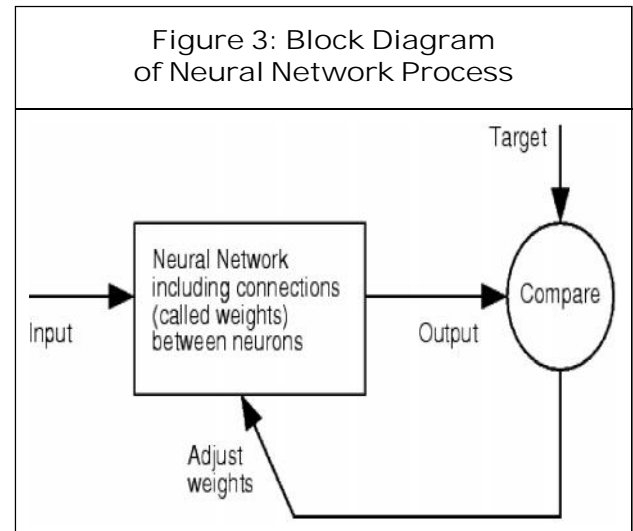 Figure 3: Block Diagram
of Neural Network Process
Target
Neural Network
including connections
(called weights)
between neurons
Compare
Input
Output
Adjust
weights